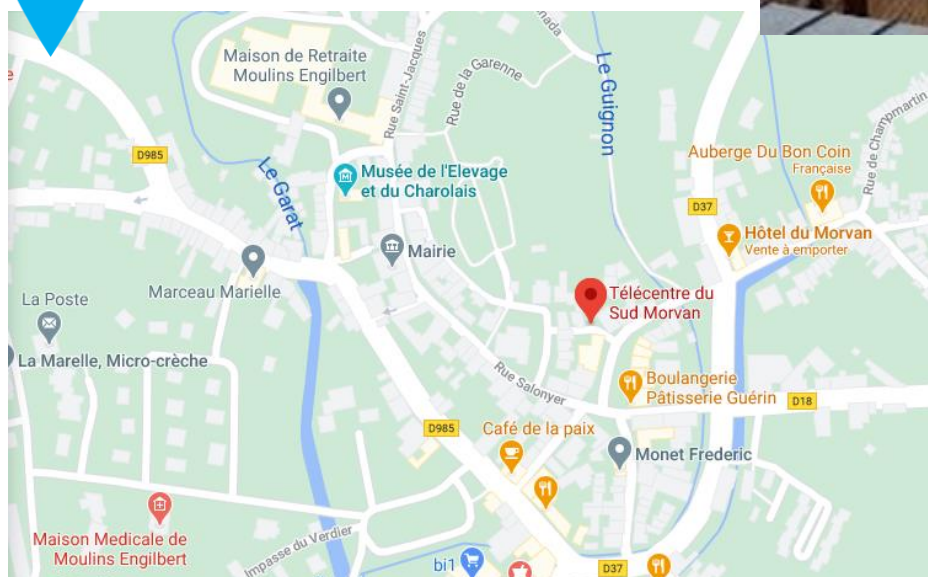 Maison de Retraite
Moulins Engilbert
Rue Saint-Jacques
Rue de la Garenne
Le Guignon
Rue de Champmartin
Auberge Du Bon Coin
Française
D985
Musée de l'Elevage
et du Charolais
Le Garat
D37
Hôtel du Morvan
Vente à emporter
Mairie
Marceau Marielle
Télécentre du
Sud Morvan
La Poste
La Marelle, Micro-crèche
Rue Salonyer
Boulangerie
Pâtisserie Guérin
D18
D985
Café de la paix
Monet Frederic
Maison Medicale de
Moulins Engilbert
Impasse du Verdier
bi1
D37